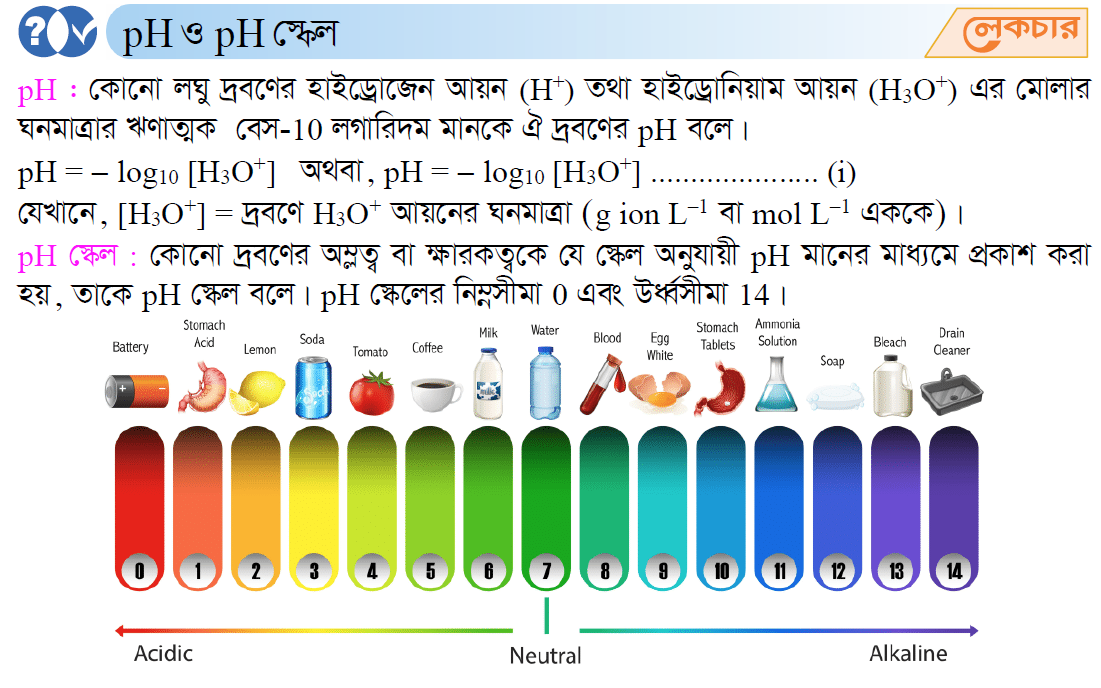 pH ও pH স্কেল
লেকচার
pH : কোনো লঘু দ্রবণের হাইড্রোজেন আয়ন (H⁺) তথা হাইড্রোনিয়াম আয়ন (H₃O⁺) এর মোলার
ঘনমাত্রার ঋণাত্মক বেস-10 লগারিদম মানকে ঐ দ্রবণের pH বলে।
pH = – log₁₀ [H₃O⁺] অথবা, pH = – log₁₀ [H₃O⁺] ..................... (i)
যেখানে, [H₃O⁺] = দ্রবণে H₃O⁺ আয়নের ঘনমাত্রা (g ion L⁻¹ বা mol L⁻¹ এককে)।
pH স্কেল : কোনো দ্রবণের অম্লত্ব বা ক্ষারকত্বকে যে স্কেল অনুযায়ী pH মানের মাধ্যমে প্রকাশ করা
হয়, তাকে pH স্কেল বলে। pH স্কেলের নিম্নসীমা 0 এবং উর্ধ্বসীমা 14।
Battery
Stomach
Acid
Lemon
Soda
Tomato
Coffee
Milk
Water
Blood
Egg
White
Stomach
Tablets
Ammonia
Solution
Soap
Bleach
Drain
Cleaner
0 1 2 3 4 5 6 7 8 9 10 11 12 13 14
Acidic Neutral Alkaline